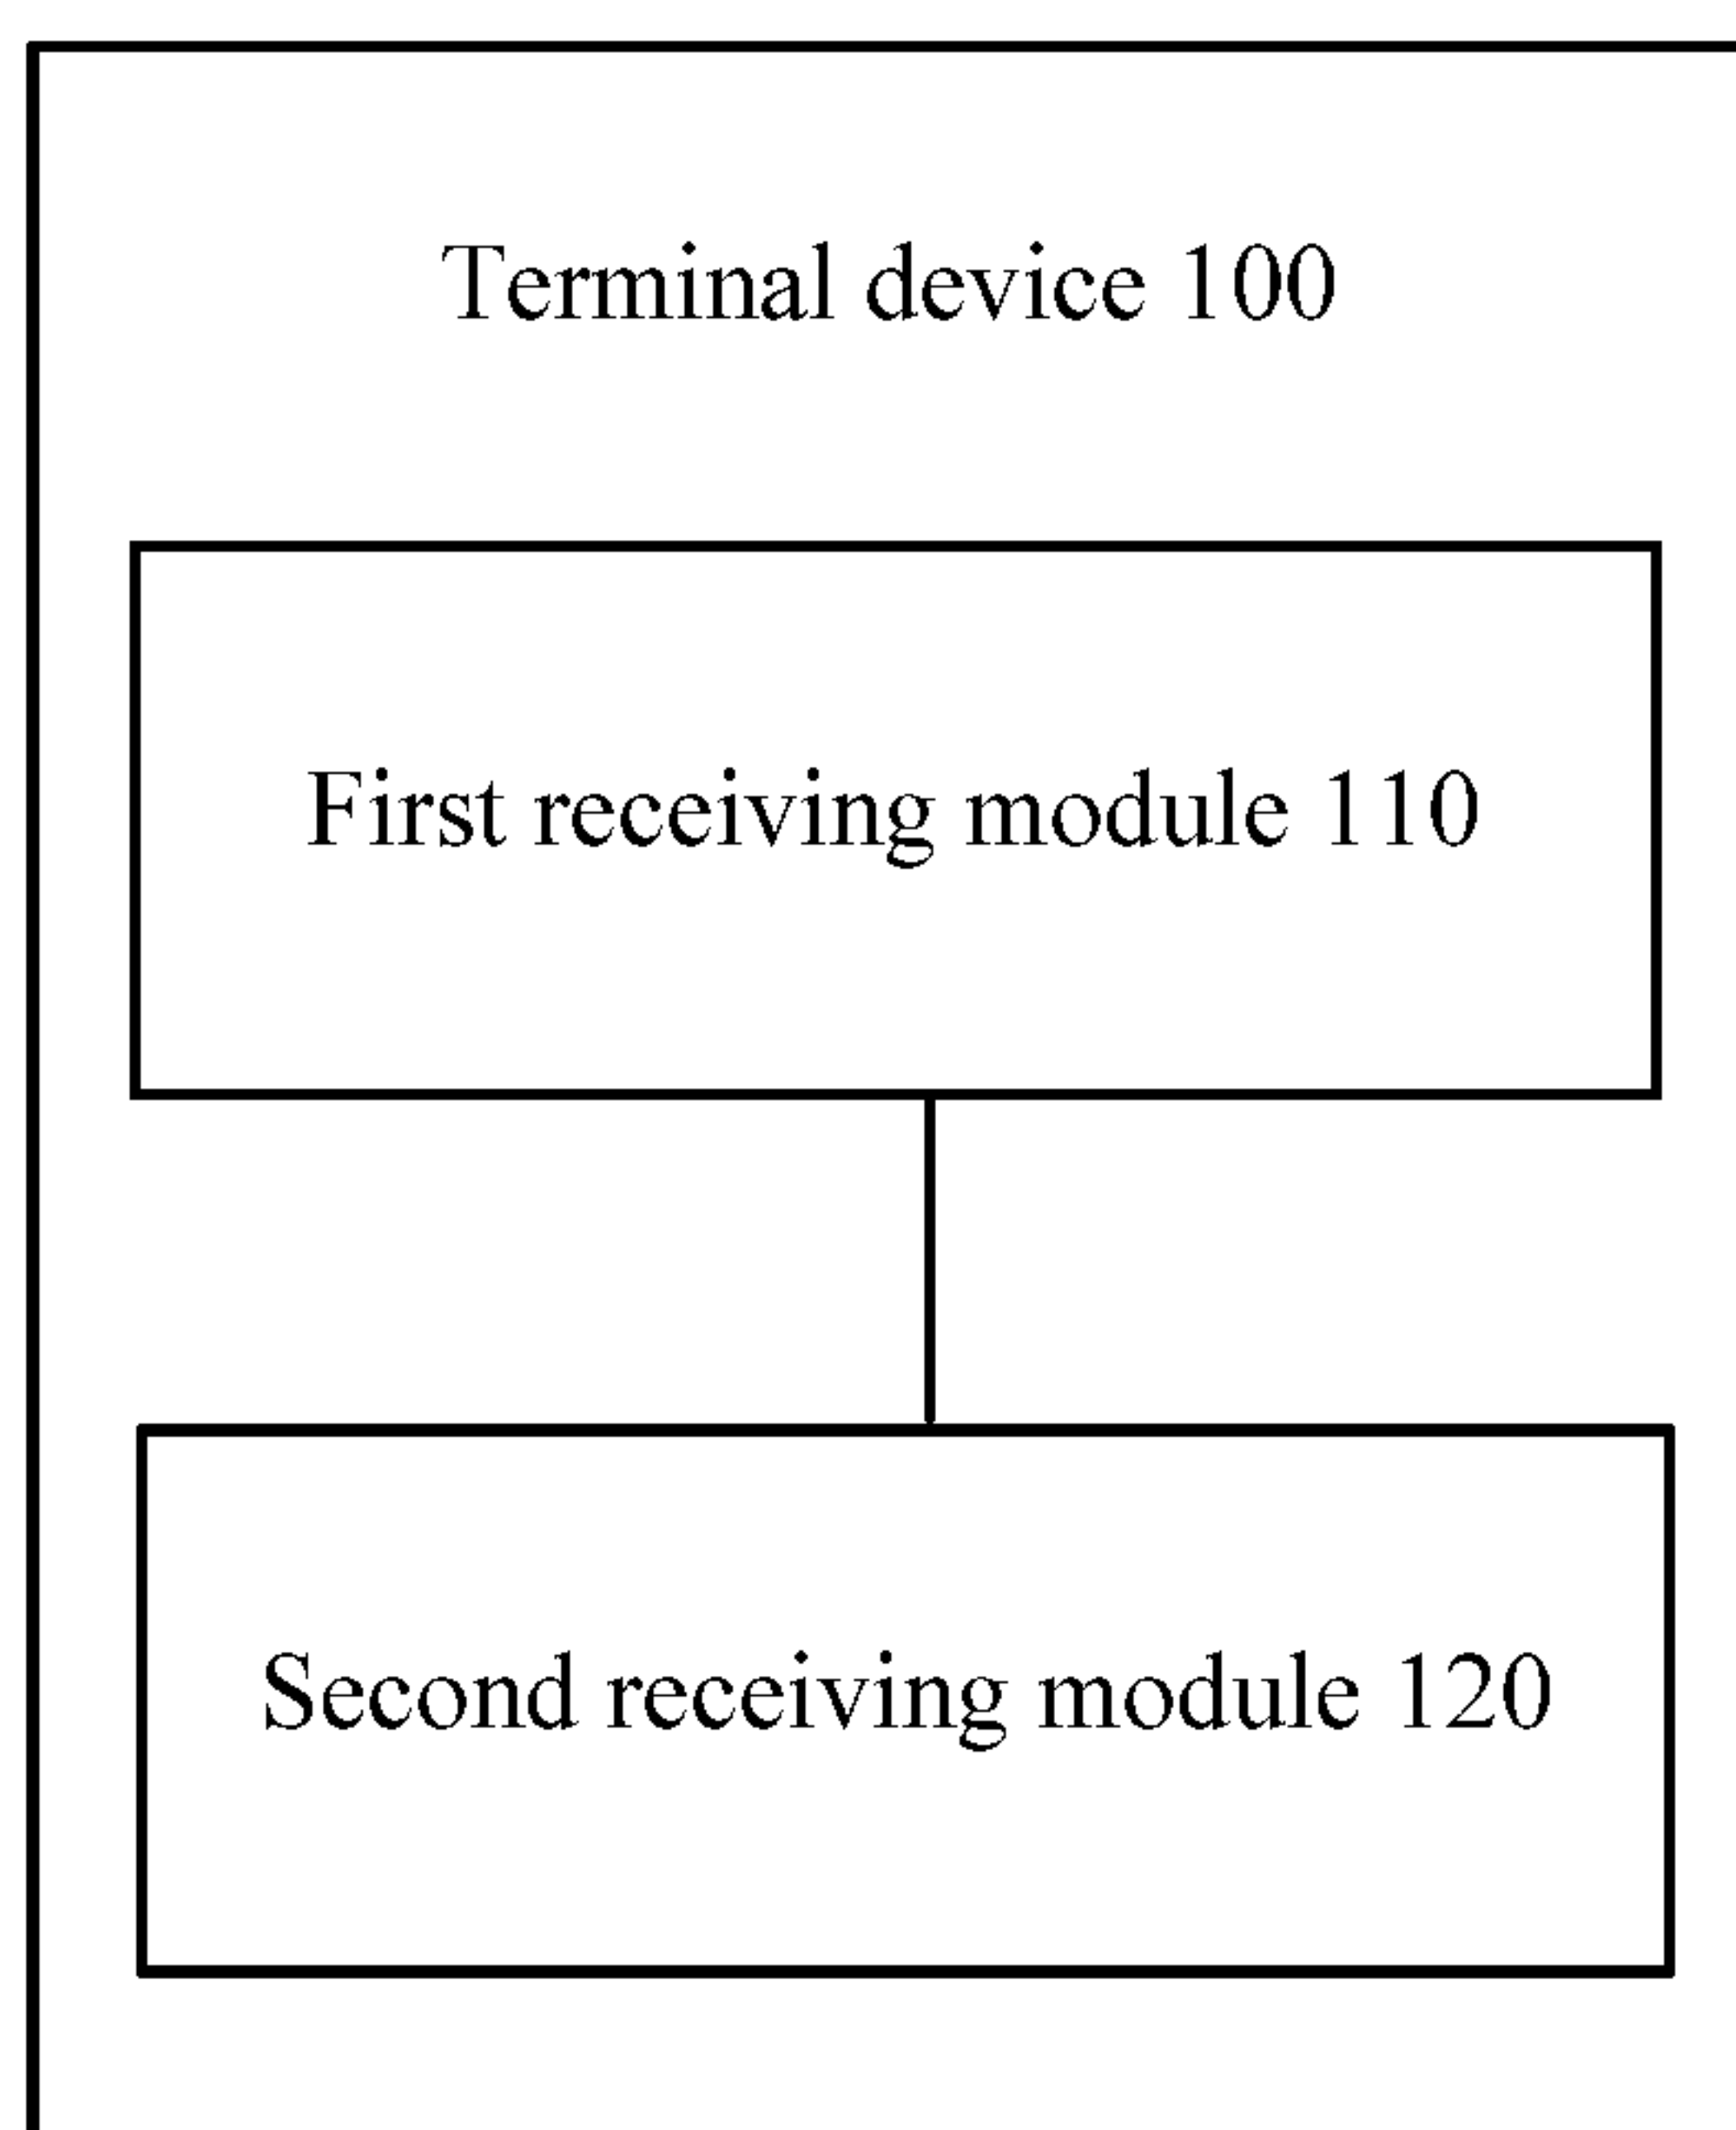 Terminal device 100
First receiving module 110
Second receiving module 120